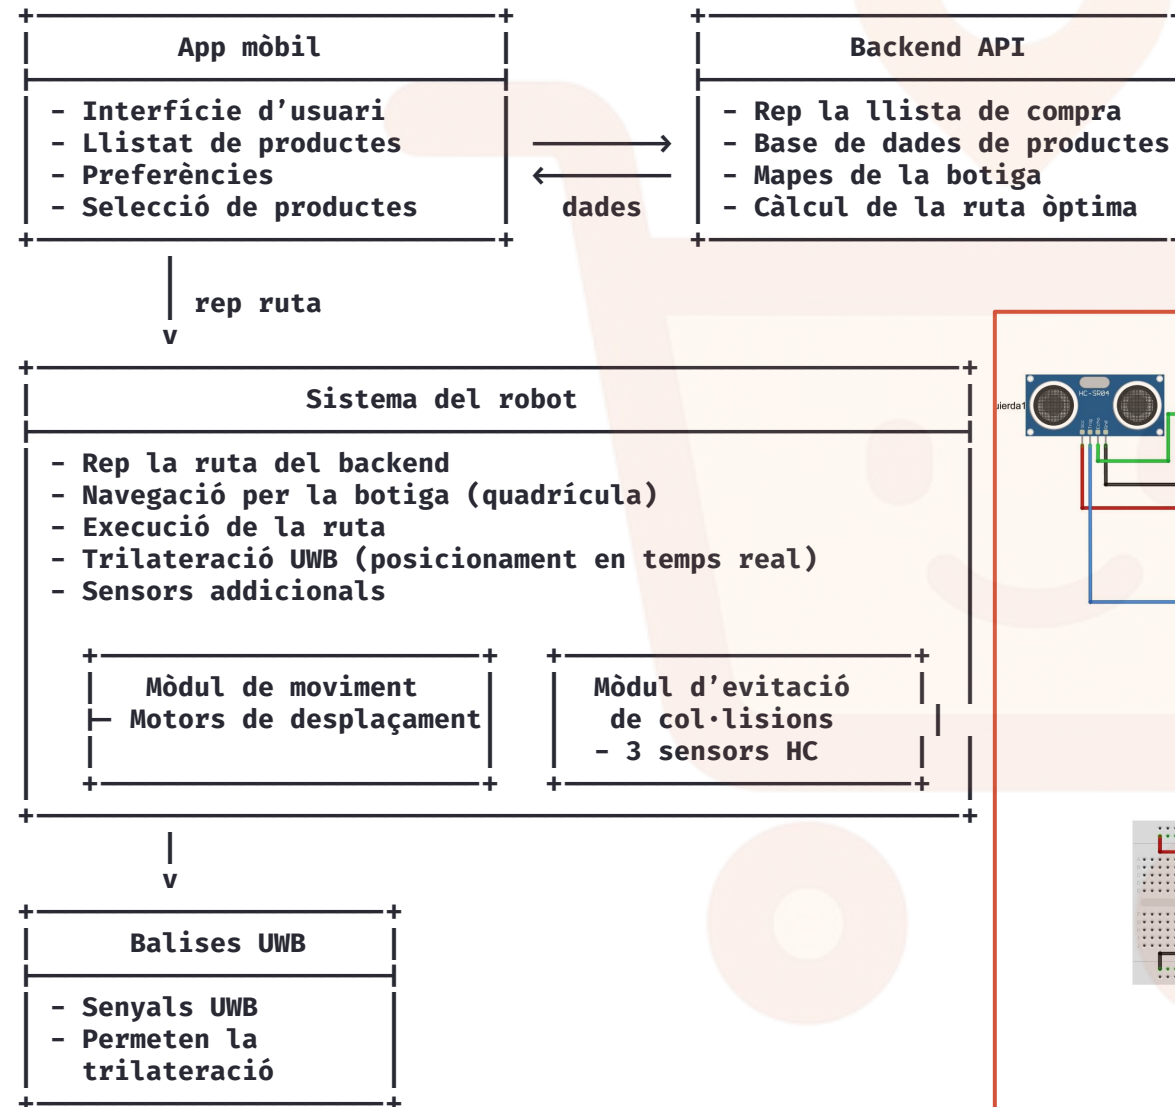 App mòbil
- Interfície d’usuari
- Llistat de productes
- Preferències
- Selecció de productes
dades
Backend API
- Rep la llista de compra
- Base de dades de productes
- Mapes de la botiga
- Càlcul de la ruta òptima
rep ruta
v
Sistema del robot
- Rep la ruta del backend
- Navegació per la botiga (quadrícula)
- Execució de la ruta
- Trilateració UWB (posicionament en temps real)
- Sensors addicionals
Mòdul de moviment
- Motors de desplaçament
Mòdul d’evitació
de col·lisions
- 3 sensors HC
v
Balises UWB
- Senyals UWB
- Permeten la
trilateració
HC-SR04